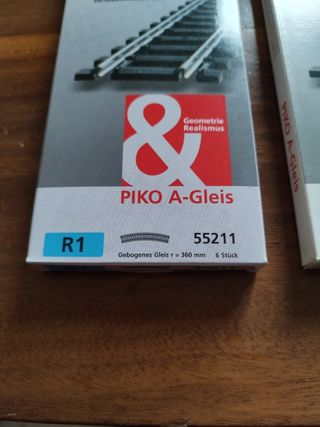 &
Geometrie
Realismus
PIKO A-Gleis
R1
55211
Gebogenes Gleis r = 360 mm 6 Stück
PIKO A-Gleis